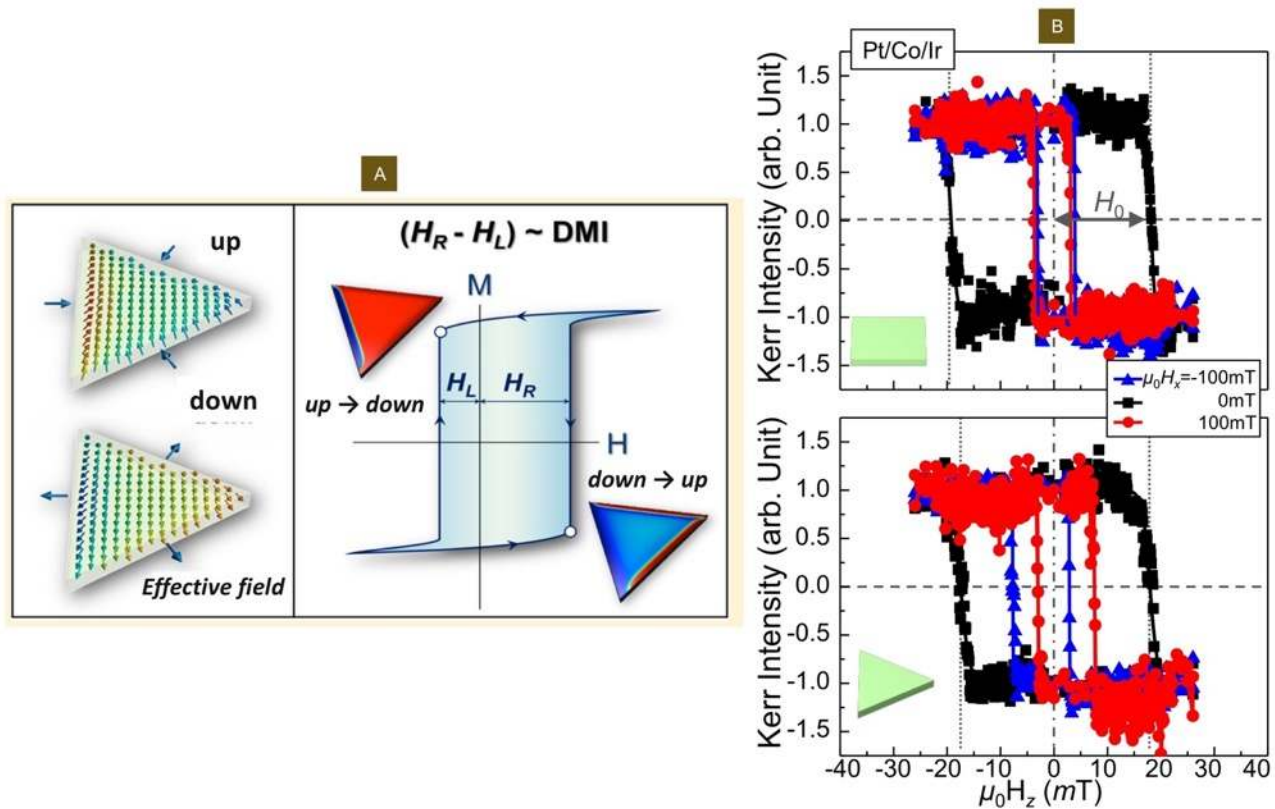 A
up
down
Effective field
(H_R - H_L) ~ DMI
M
H_L
H_R
up → down
H
down → up
B
Pt/Co/Ir
Kerr Intensity (arb. Unit)
1.5
1.0
0.5
0.0
-0.5
-1.0
-1.5
H_0
μ_0H_x=-100mT
0mT
100mT
Kerr Intensity (arb. Unit)
1.5
1.0
0.5
0.0
-0.5
-1.0
-1.5
-40 -30 -20 -10 0 10 20 30 40
μ_0H_z (mT)